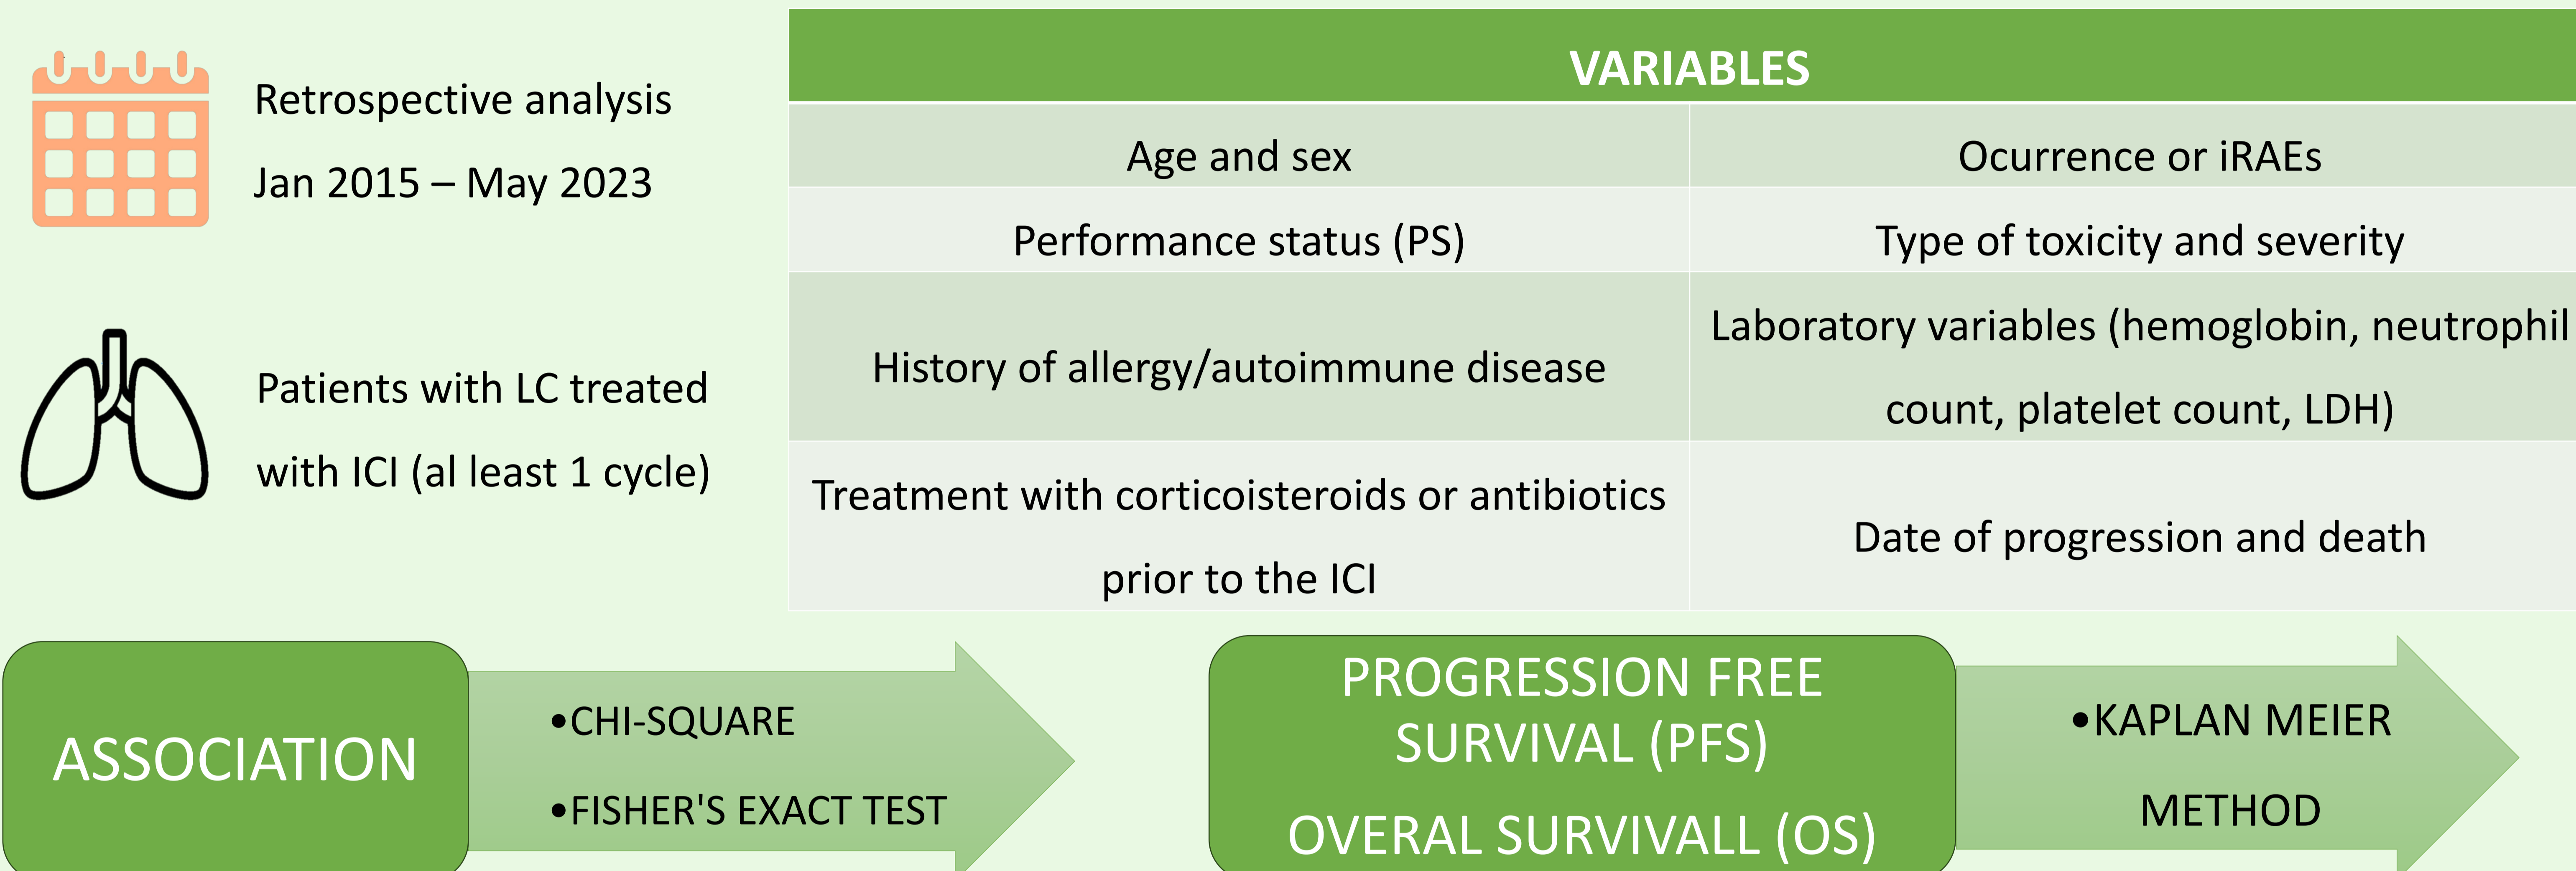 Retrospective analysis
Jan 2015 – May 2023
Patients with LC treated
with ICI (al least 1 cycle)
VARIABLES
Age and sex
Ocurrence or iRAEs
Performance status (PS)
Type of toxicity and severity
History of allergy/autoimmune disease
Laboratory variables (hemoglobin, neutrophil
count, platelet count, LDH)
Treatment with corticoisteroids or antibiotics
prior to the ICI
Date of progression and death
ASSOCIATION
•CHI-SQUARE
•FISHER'S EXACT TEST
PROGRESSION FREE
SURVIVAL (PFS)
OVERAL SURVIVALL (OS)
•KAPLAN MEIER
METHOD